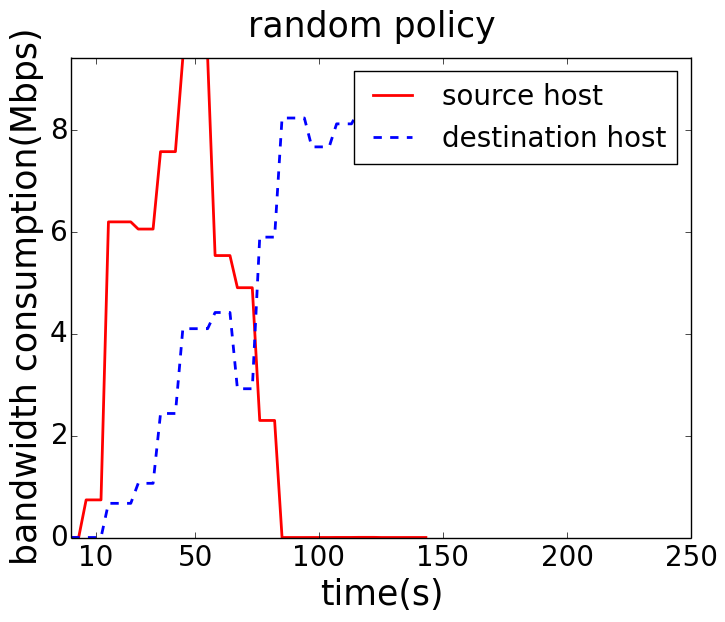 random policy
bandwidth consumption(Mbps)
8
6
4
2
0
source host
destination host
10 50 100 150 200 250
time(s)